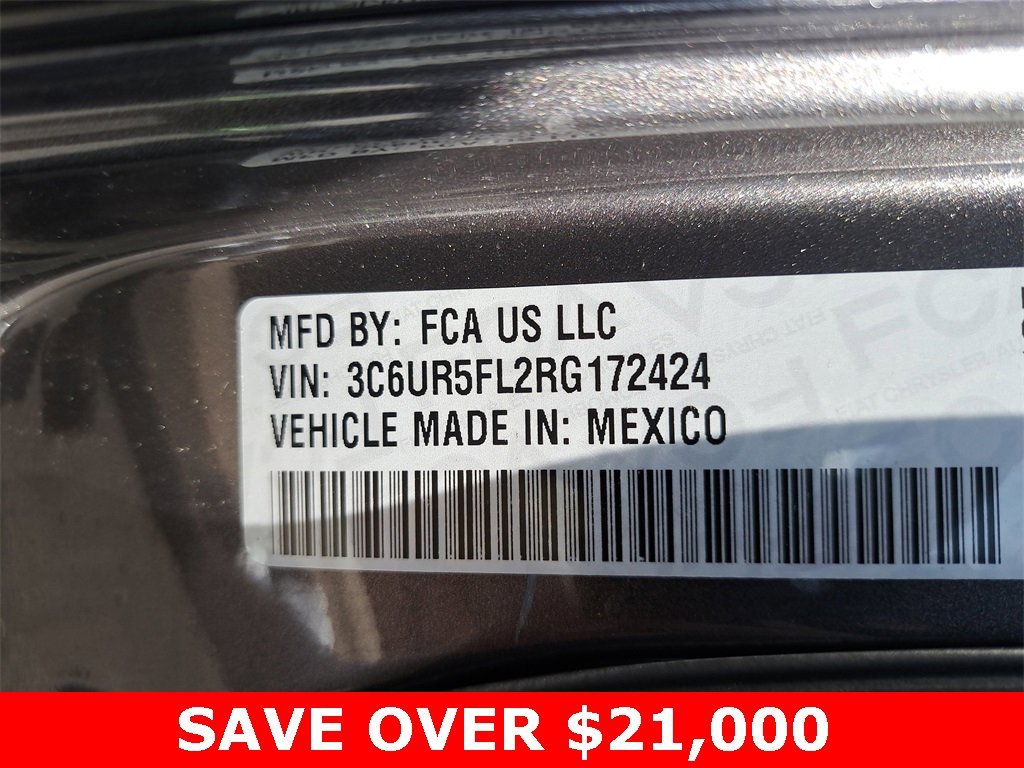 MFD BY: FCA US LLC
VIN: 3C6UR5FL2RG172424
VEHICLE MADE IN: MEXICO
SAVE OVER $21,000